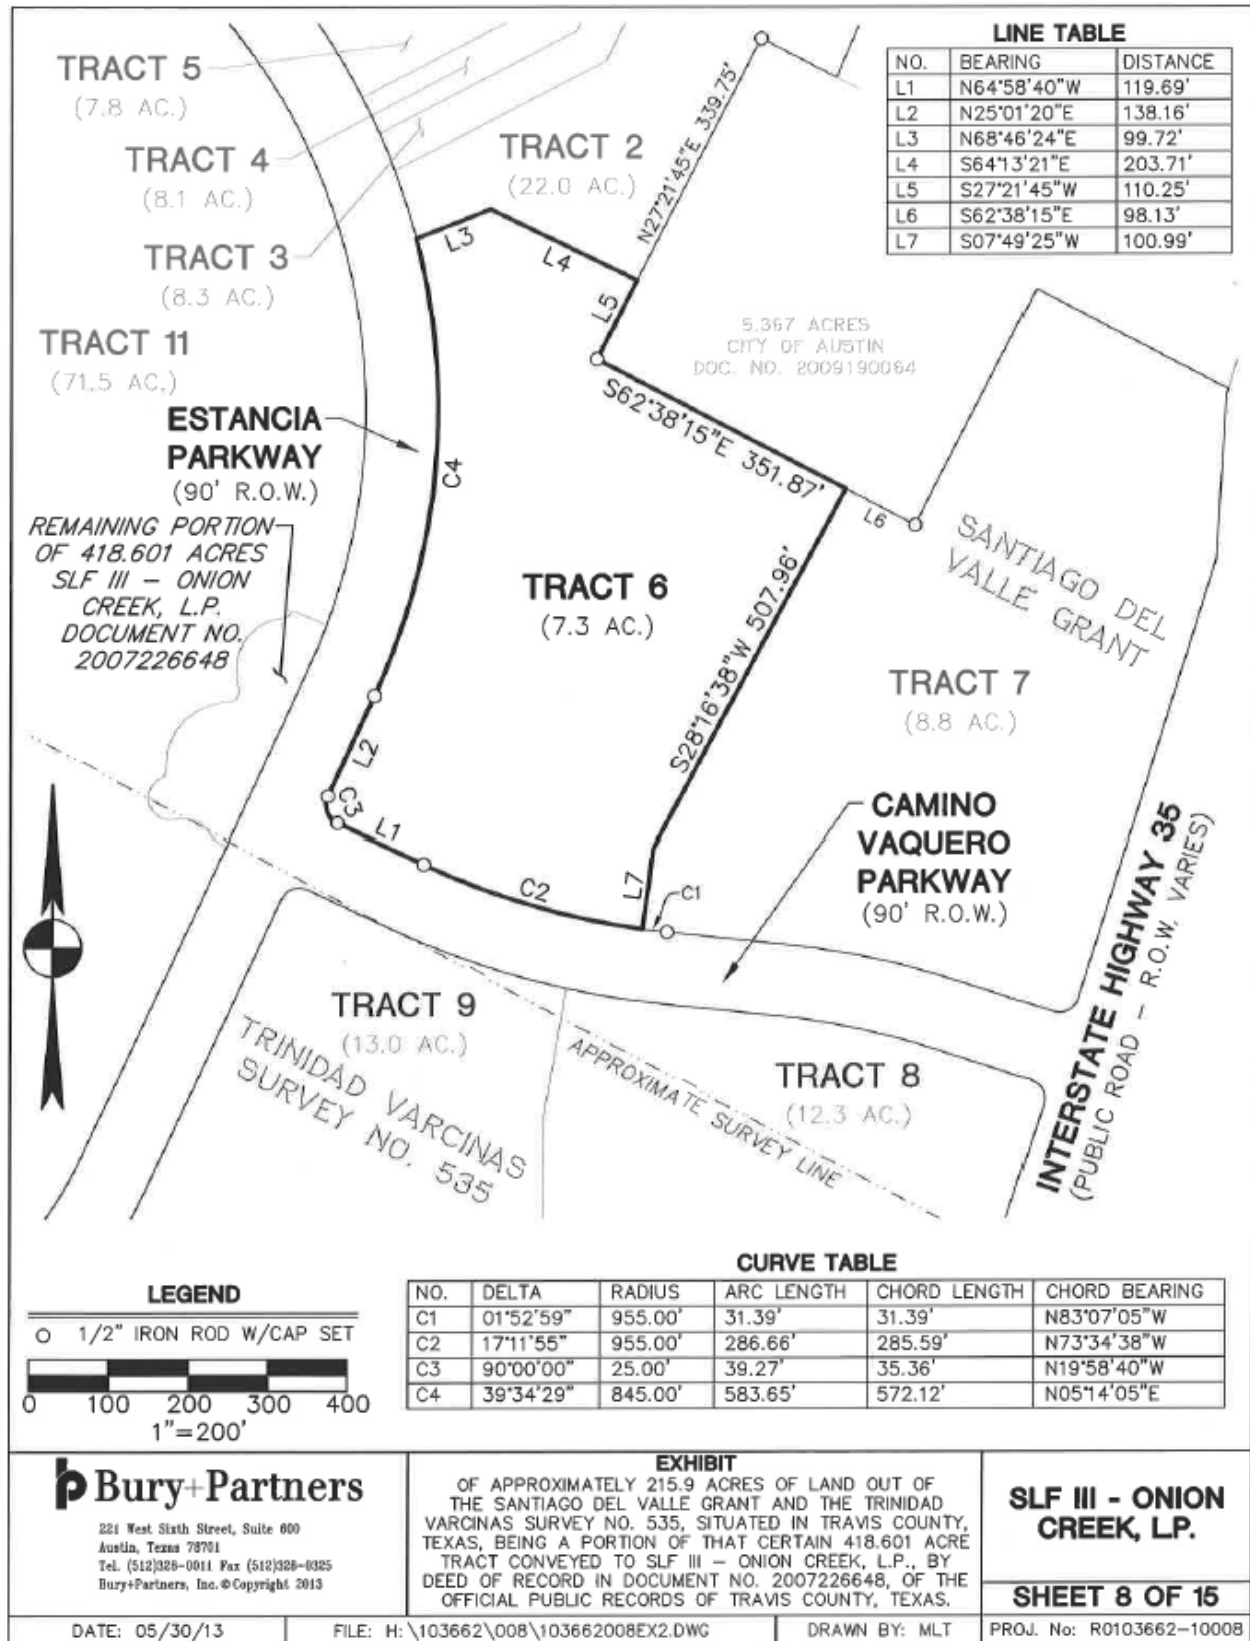 TRACT 5
(7.8 AC.)
TRACT 4
(8.1 AC.)
TRACT 3
(8.3 AC.)
TRACT 11
(71.5 AC.)
TRACT 2
(22.0 AC.)
N27°21'45"E 339.75'
LINE TABLE
NO. BEARING DISTANCE
L1 N64°58'40"W 119.69'
L2 N25°01'20"E 138.16'
L3 N68°46'24"E 99.72'
L4 S64°13'21"E 203.71'
L5 S27°21'45"W 110.25'
L6 S62°38'15"E 98.13'
L7 S07°49'25"W 100.99'
L3
L4
L5
5.367 ACRES
CITY OF AUSTIN
DOC. NO. 2009190064
S62°38'15"E 351.87'
L6
ESTANCIA
PARKWAY
(90' R.O.W.)
C4
REMAINING PORTION
OF 418.601 ACRES
SLF III – ONION
CREEK, L.P.
DOCUMENT NO.
2007226648
TRACT 6
(7.3 AC.)
S28°16'38"W 507.96'
SANTIAGO DEL
VALLE GRANT
TRACT 7
(8.8 AC.)
L2
C3
L1
C2
L7
C1
CAMINO
VAQUERO
PARKWAY
(90' R.O.W.)
INTERSTATE HIGHWAY 35
(PUBLIC ROAD – R.O.W. VARIES)
TRACT 9
(13.0 AC.)
TRINIDAD VARCINAS
SURVEY NO. 535
APPROXIMATE SURVEY LINE
TRACT 8
(12.3 AC.)
LEGEND
1/2" IRON ROD W/CAP SET
0 100 200 300 400
1"=200'
CURVE TABLE
NO. DELTA RADIUS ARC LENGTH CHORD LENGTH CHORD BEARING
C1 01°52'59" 955.00' 31.39' 31.39' N83°07'05"W
C2 17°11'55" 955.00' 286.66' 285.59' N73°34'38"W
C3 90°00'00" 25.00' 39.27' 35.36' N19°58'40"W
C4 39°34'29" 845.00' 583.65' 572.12' N05°14'05"E
Bury+Partners
221 West Sixth Street, Suite 600
Austin, Texas 78701
Tel. (512)328-0011 Fax (512)328-0325
Bury+Partners, Inc. © Copyright 2013
EXHIBIT
OF APPROXIMATELY 215.9 ACRES OF LAND OUT OF
THE SANTIAGO DEL VALLE GRANT AND THE TRINIDAD
VARCINAS SURVEY NO. 535, SITUATED IN TRAVIS COUNTY,
TEXAS, BEING A PORTION OF THAT CERTAIN 418.601 ACRE
TRACT CONVEYED TO SLF III – ONION CREEK, L.P., BY
DEED OF RECORD IN DOCUMENT NO. 2007226648, OF THE
OFFICIAL PUBLIC RECORDS OF TRAVIS COUNTY, TEXAS.
SLF III - ONION
CREEK, L.P.
SHEET 8 OF 15
DATE: 05/30/13 FILE: H:\103662\008\103662008EX2.DWG DRAWN BY: MLT PROJ. No: R0103662-10008